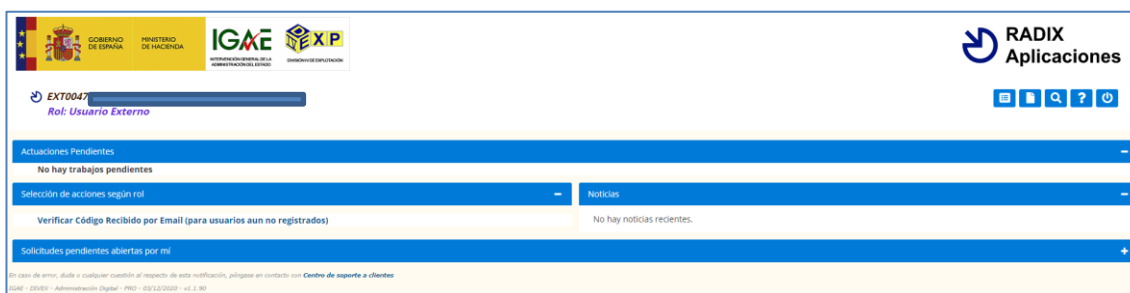 GOBIERNO
DE ESPAÑA
MINISTERIO
DE HACIENDA
IGAE
INTERVENCIÓN GENERAL DE LA
ADMINISTRACIÓN DEL ESTADO
EXP
DIVISIÓN IV DE EXPLOTACIÓN
RADIX
Aplicaciones
EXT0047
Rol: Usuario Externo
Actuaciones Pendientes
No hay trabajos pendientes
Selección de acciones según rol
Noticias
Verificar Código Recibido por Email (para usuarios aun no registrados)
No hay noticias recientes.
Solicitudes pendientes abiertas por mí
En caso de error, duda o cualquier cuestión al respecto de esta notificación, póngase en contacto con Centro de soporte a clientes
IGAE - DIVEX - Administración Digital - PRO - 03/12/2020 - v1.1.90